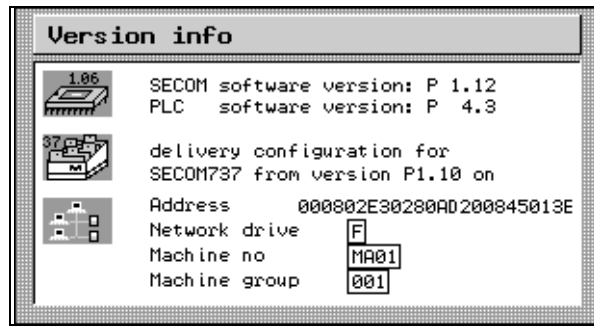 Version info
1.06
SECOM software version: P 1.12
PLC software version: P 4.3
37
M
delivery configuration for
SECOM737 from version P1.10 on
Address 000802E30280AD200845013E
Network drive F
Machine no MA01
Machine group 001